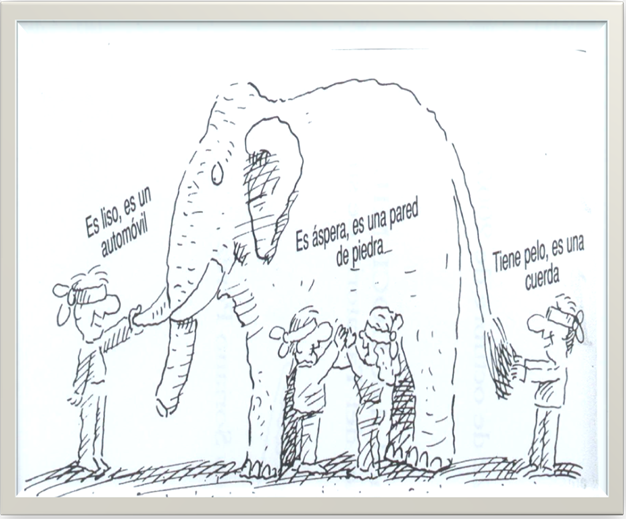 Es liso, es un
automóvil
Es áspera, es una pared
de piedra
Tiene pelo, es una
cuerda